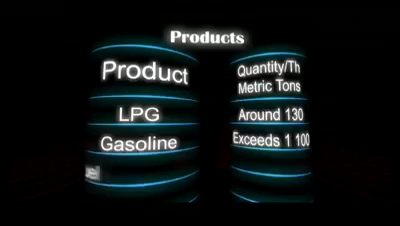 Products
Product
Quantity/Th
Metric Tons
LPG
Around 130
Gasoline
Exceeds 1 100